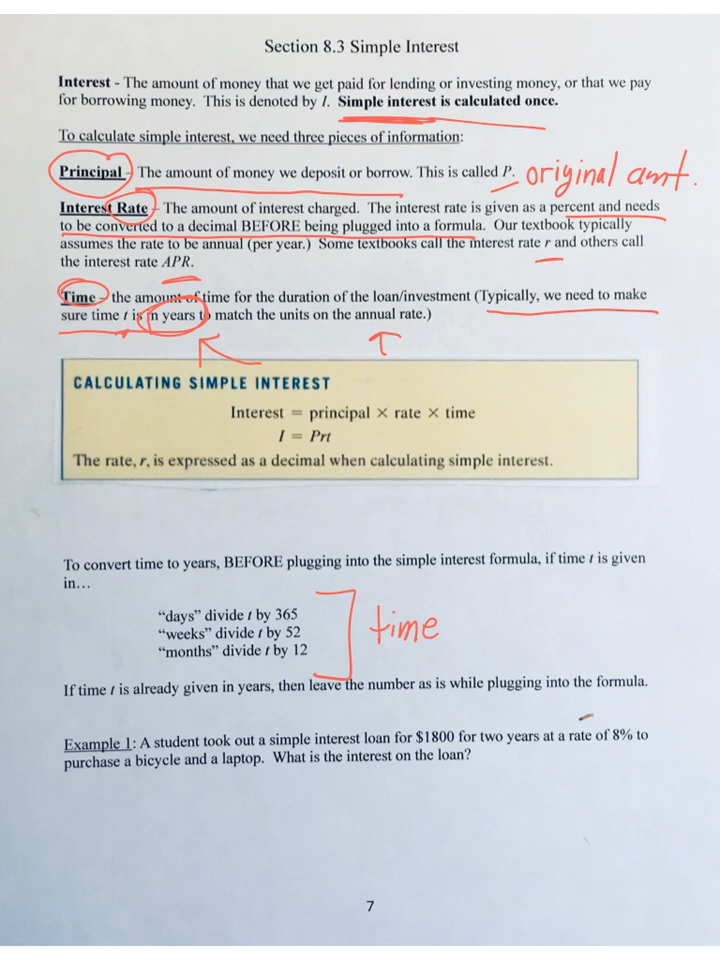 Section 8.3 Simple Interest
Interest - The amount of money that we get paid for lending or investing money, or that we pay
for borrowing money. This is denoted by I. Simple interest is calculated once.
To calculate simple interest, we need three pieces of information:
Principal – The amount of money we deposit or borrow. This is called P. original amt.
Interest Rate – The amount of interest charged. The interest rate is given as a percent and needs
to be converted to a decimal BEFORE being plugged into a formula. Our textbook typically
assumes the rate to be annual (per year.) Some textbooks call the interest rate r and others call
the interest rate APR.
Time – the amount of time for the duration of the loan/investment (Typically, we need to make
sure time t is in years to match the units on the annual rate.)
CALCULATING SIMPLE INTEREST
Interest = principal × rate × time
I = Prt
The rate, r, is expressed as a decimal when calculating simple interest.
To convert time to years, BEFORE plugging into the simple interest formula, if time t is given
in…
“days” divide t by 365
“weeks” divide t by 52
“months” divide t by 12
time
If time t is already given in years, then leave the number as is while plugging into the formula.
Example 1: A student took out a simple interest loan for $1800 for two years at a rate of 8% to
purchase a bicycle and a laptop. What is the interest on the loan?
7